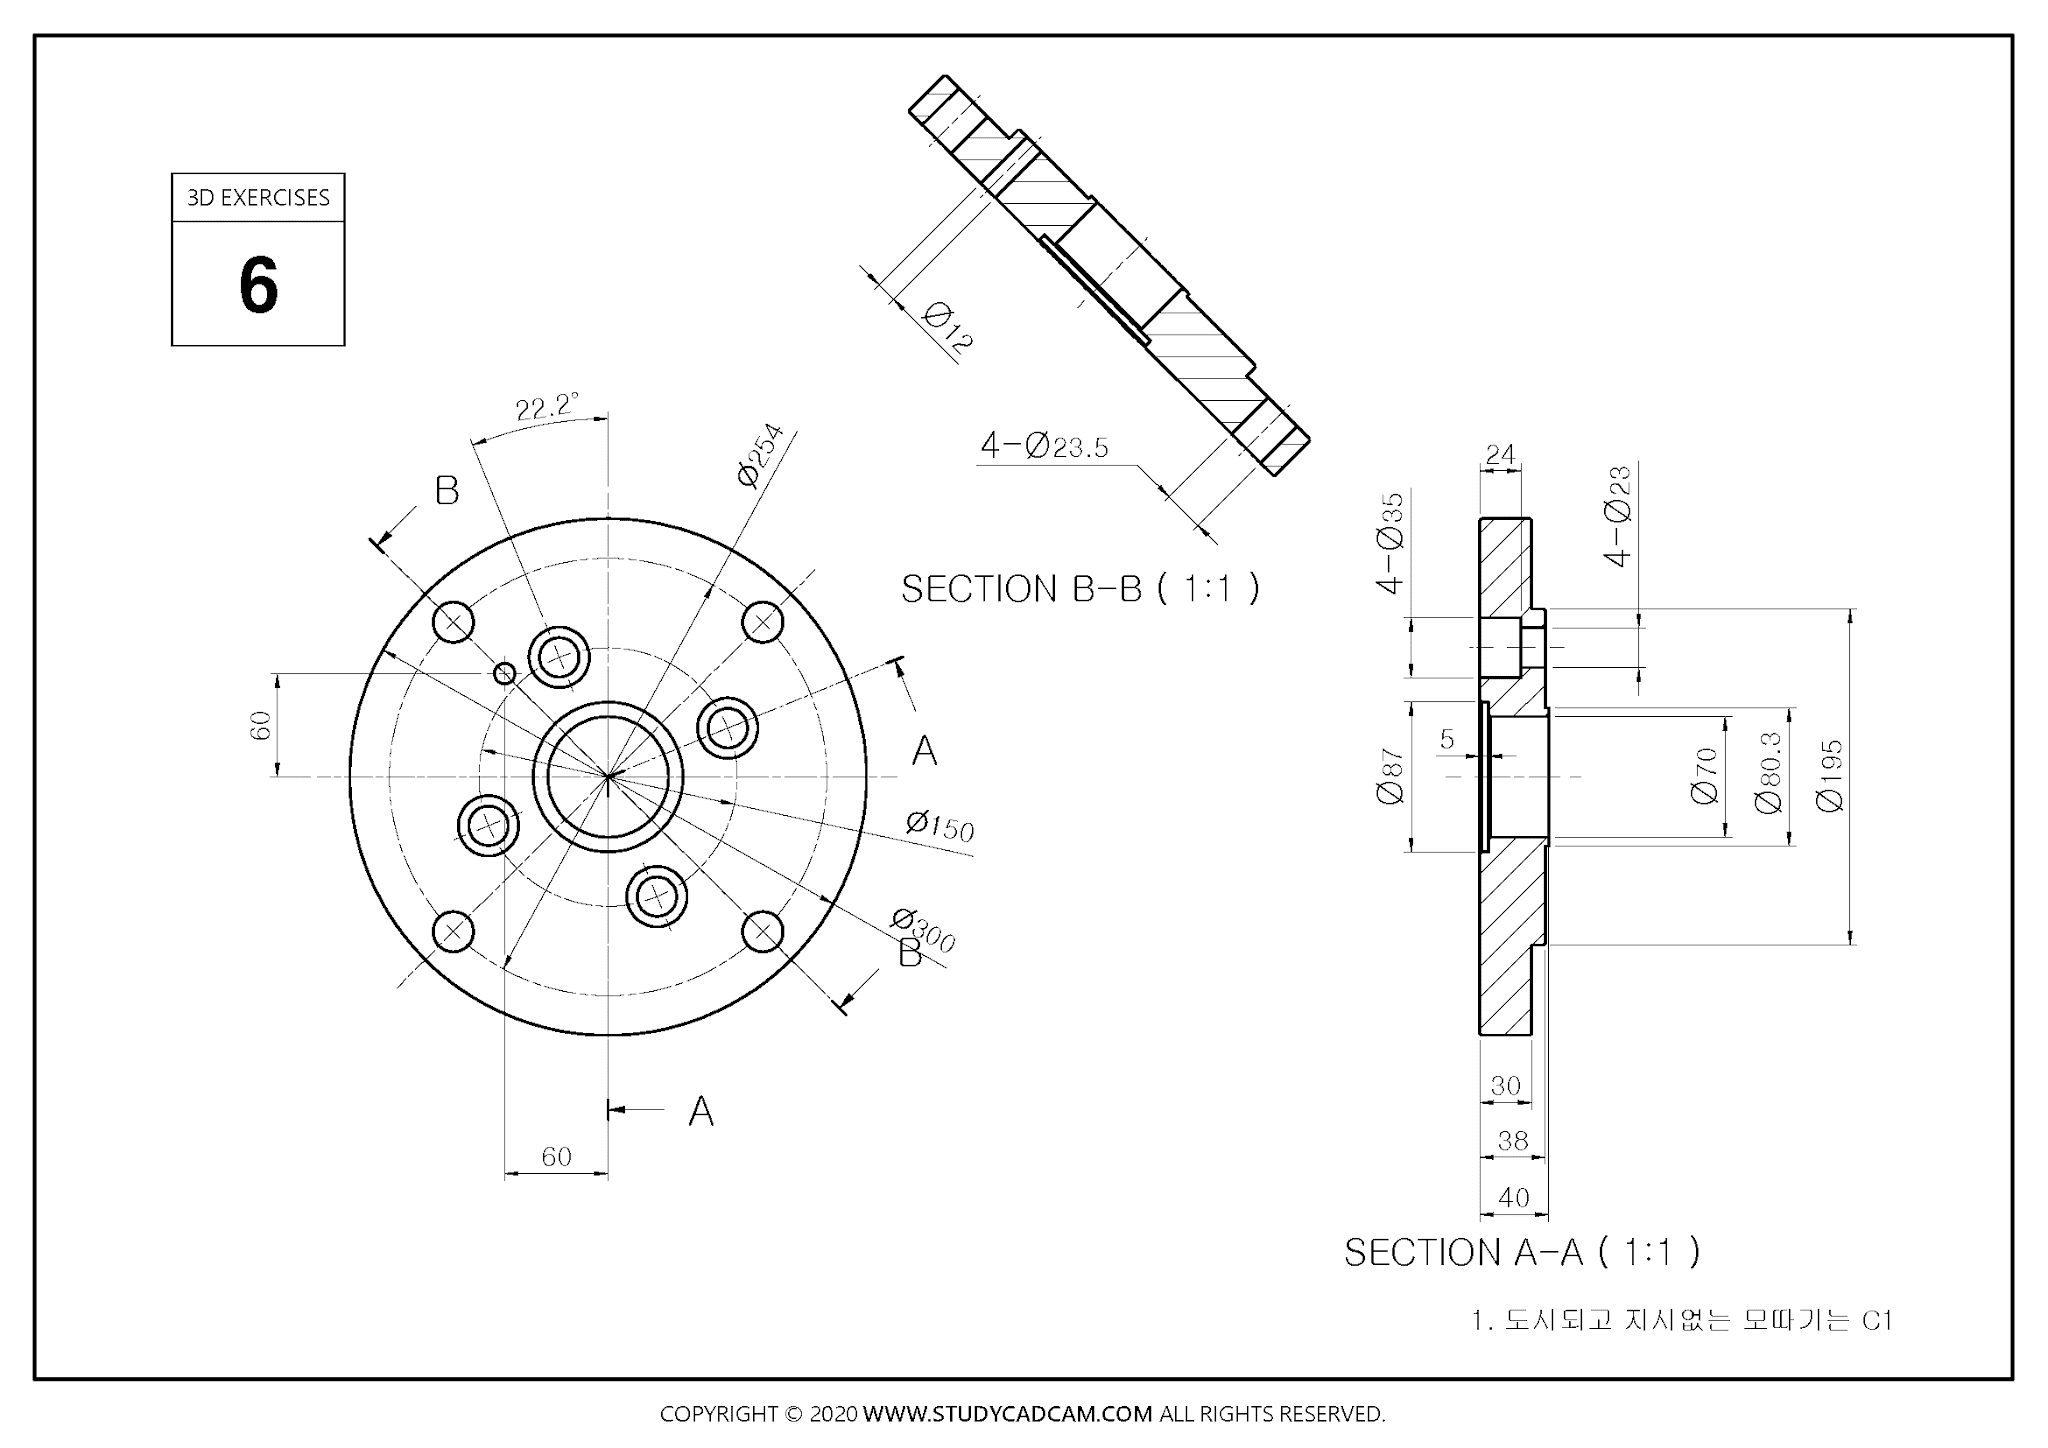 3D EXERCISES
6
22.2°
Ø254
B
60
A
Ø150
Ø300
B
A
60
Ø12
4-Ø23.5
SECTION B-B ( 1:1 )
24
4-Ø35
4-Ø23
5
Ø87
Ø70
Ø80.3
Ø195
30
38
40
SECTION A-A ( 1:1 )
1. 도시되고 지시없는 모따기는 C1
COPYRIGHT © 2020 WWW.STUDYCADCAM.COM ALL RIGHTS RESERVED.